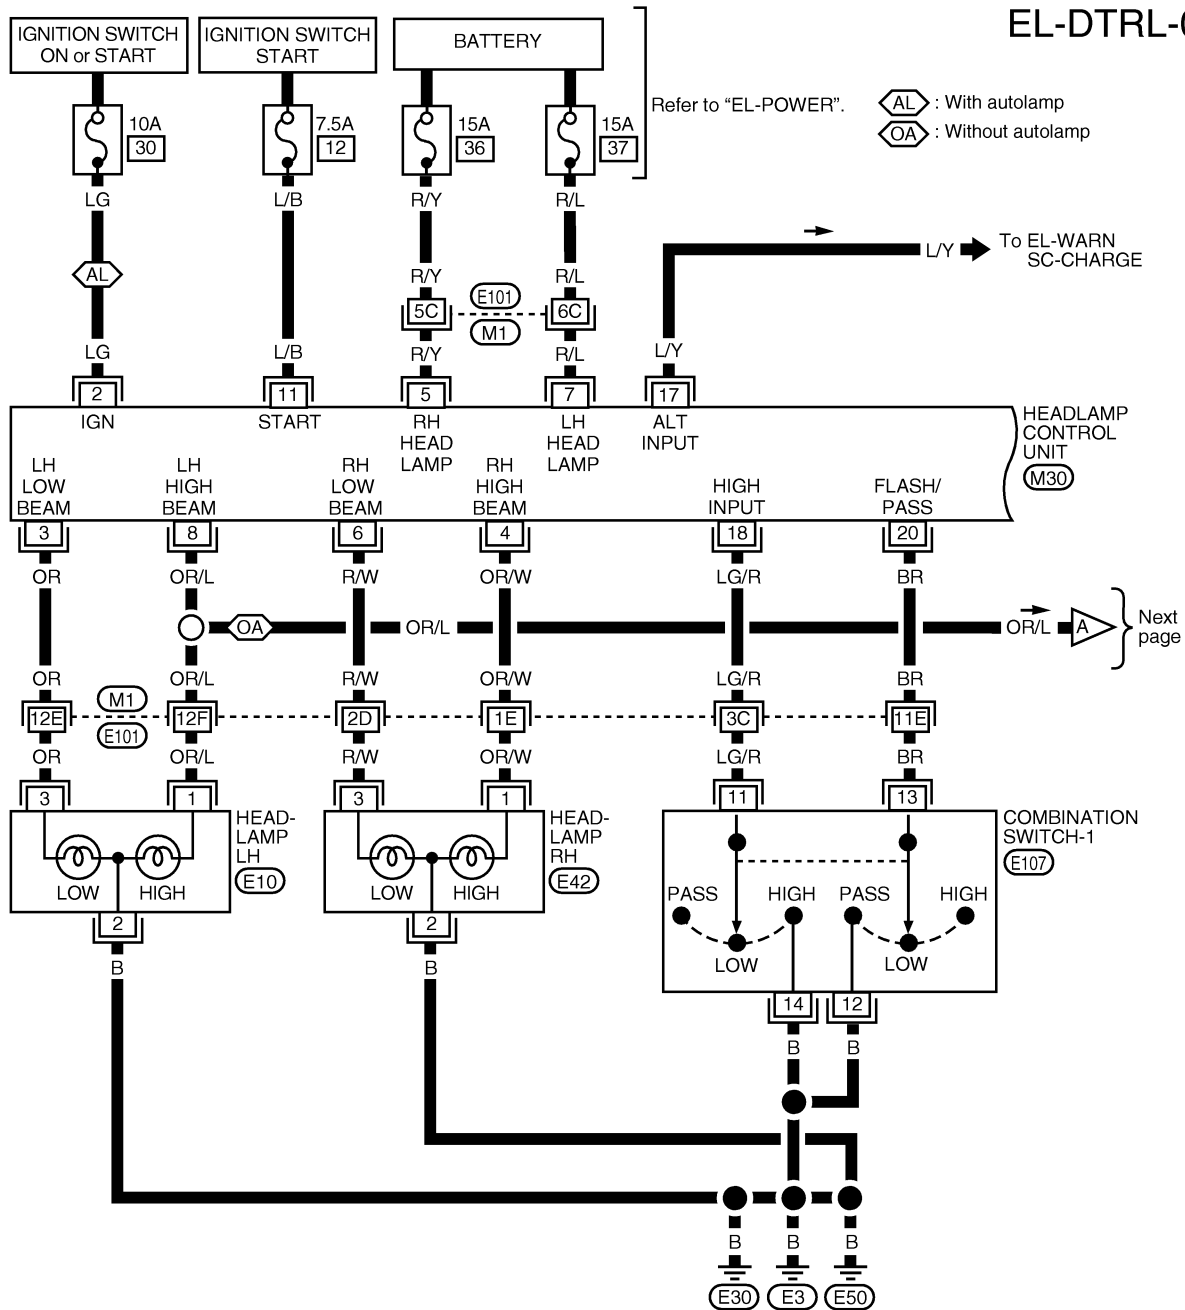 EL-DTRL-
IGNITION SWITCH
ON or START
IGNITION SWITCH
START
BATTERY
Refer to “EL-POWER”.
AL : With autolamp
OA : Without autolamp
10A
30
7.5A
12
15A
36
15A
37
LG
L/B
R/Y
R/L
AL
L/Y
To EL-WARN
SC-CHARGE
R/Y
R/L
5C
E101
6C
M1
LG
L/B
R/Y
R/L
L/Y
2
11
5
7
17
IGN
START
RH
HEAD
LAMP
LH
HEAD
LAMP
ALT
INPUT
HEADLAMP
CONTROL
UNIT
M30
LH
LOW
BEAM
LH
HIGH
BEAM
RH
LOW
BEAM
RH
HIGH
BEAM
HIGH
INPUT
FLASH/
PASS
3
8
6
4
18
20
OR
OR/L
R/W
OR/W
LG/R
BR
OA
OR/L
OR/L
A
Next
page
OR
OR/L
R/W
OR/W
LG/R
BR
12E
M1
E101
12F
2D
1E
3C
11E
OR
OR/L
R/W
OR/W
LG/R
BR
3
1
3
1
11
13
HEAD-
LAMP
LH
E10
LOW
HIGH
HEAD-
LAMP
RH
E42
LOW
HIGH
COMBINATION
SWITCH-1
E107
PASS
HIGH
PASS
HIGH
LOW
LOW
2
2
14
12
B
B
B
B
B
B
B
E30
E3
E50